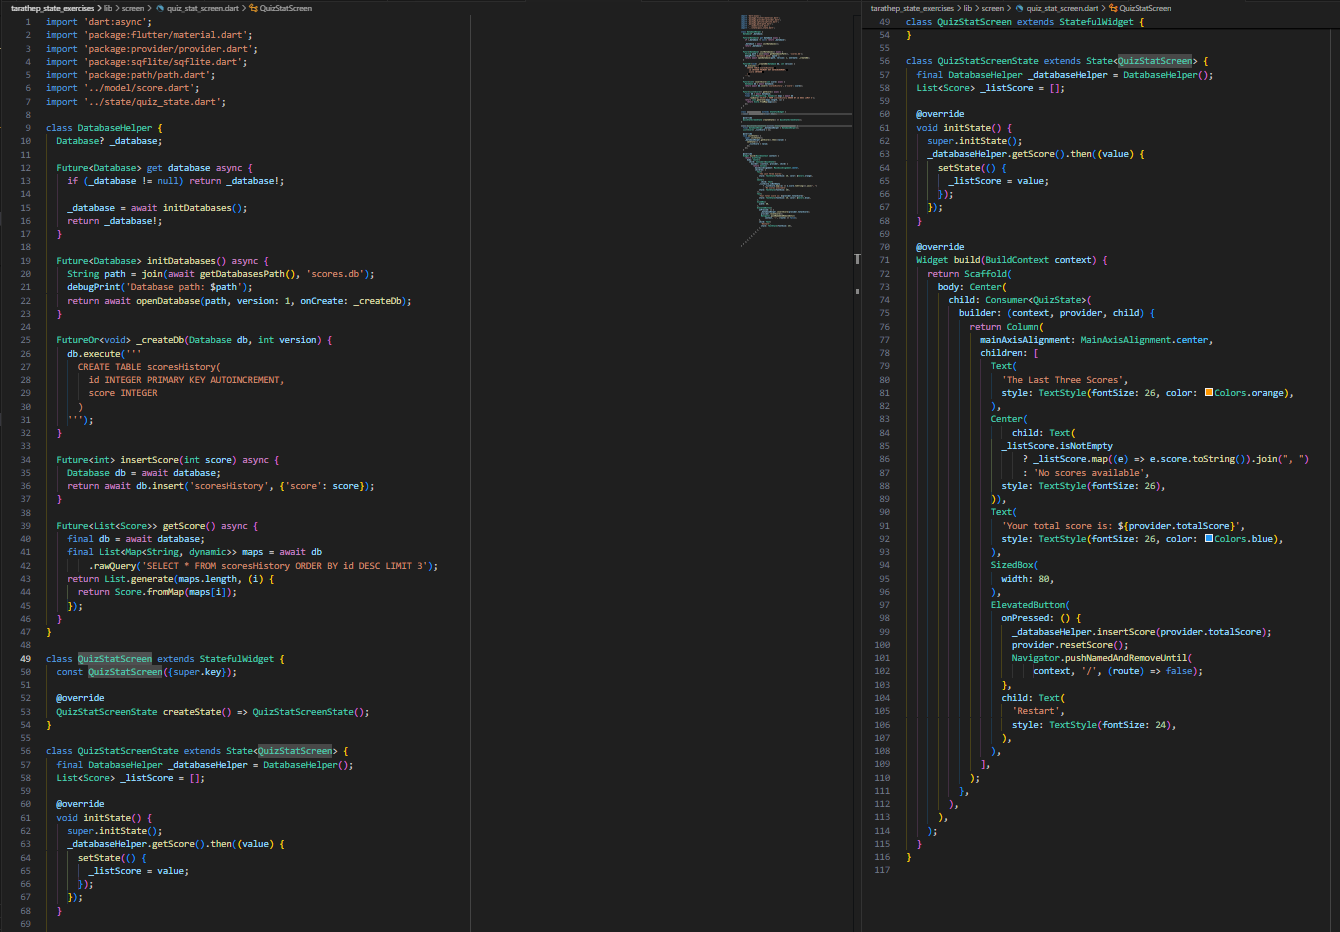 tarathep_state_exercises > lib > screen > quiz_stat_screen.dart > QuizStatScreen
1 import 'dart:async';
2 import 'package:flutter/material.dart';
3 import 'package:provider/provider.dart';
4 import 'package:sqflite/sqflite.dart';
5 import 'package:path/path.dart';
6 import '../model/score.dart';
7 import '../state/quiz_state.dart';
8
9 class DatabaseHelper {
10 Database? _database;
11
12 Future<Database> get database async {
13 if (_database != null) return _database!;
14
15 _database = await initDatabases();
16 return _database!;
17 }
18
19 Future<Database> initDatabases() async {
20 String path = join(await getDatabasesPath(), 'scores.db');
21 debugPrint('Database path: $path');
22 return await openDatabase(path, version: 1, onCreate: _createDb);
23 }
24
25 FutureOr<void> _createDb(Database db, int version) {
26 db.execute('''
27 CREATE TABLE scoresHistory(
28 id INTEGER PRIMARY KEY AUTOINCREMENT,
29 score INTEGER
30 )
31 ''');
32 }
33
34 Future<int> insertScore(int score) async {
35 Database db = await database;
36 return await db.insert('scoresHistory', {'score': score});
37 }
38
39 Future<List<Score>> getScore() async {
40 final db = await database;
41 final List<Map<String, dynamic>> maps = await db
42 .rawQuery('SELECT * FROM scoresHistory ORDER BY id DESC LIMIT 3');
43 return List.generate(maps.length, (i) {
44 return Score.fromMap(maps[i]);
45 });
46 }
47 }
48
49 class QuizStatScreen extends StatefulWidget {
50 const QuizStatScreen({super.key});
51
52 @override
53 QuizStatScreenState createState() => QuizStatScreenState();
54 }
55
56 class QuizStatScreenState extends State<QuizStatScreen> {
57 final DatabaseHelper _databaseHelper = DatabaseHelper();
58 List<Score> _listScore = [];
59
60 @override
61 void initState() {
62 super.initState();
63 _databaseHelper.getScore().then((value) {
64 setState(() {
65 _listScore = value;
66 });
67 });
68 }
69
tarathep_state_exercises > lib > screen > quiz_stat_screen.dart > QuizStatScreen
49 class QuizStatScreen extends StatefulWidget {
54 }
55
56 class QuizStatScreenState extends State<QuizStatScreen> {
57 final DatabaseHelper _databaseHelper = DatabaseHelper();
58 List<Score> _listScore = [];
59
60 @override
61 void initState() {
62 super.initState();
63 _databaseHelper.getScore().then((value) {
64 setState(() {
65 _listScore = value;
66 });
67 });
68 }
69
70 @override
71 Widget build(BuildContext context) {
72 return Scaffold(
73 body: Center(
74 child: Consumer<QuizState>(
75 builder: (context, provider, child) {
76 return Column(
77 mainAxisAlignment: MainAxisAlignment.center,
78 children: [
79 Text(
80 'The Last Three Scores',
81 style: TextStyle(fontSize: 26, color: Colors.orange),
82 ),
83 Center(
84 child: Text(
85 _listScore.isNotEmpty
86 ? _listScore.map((e) => e.score.toString()).join(", ")
87 : 'No scores available',
88 style: TextStyle(fontSize: 26),
89 )),
90 Text(
91 'Your total score is: ${provider.totalScore}',
92 style: TextStyle(fontSize: 26, color: Colors.blue),
93 ),
94 SizedBox(
95 width: 80,
96 ),
97 ElevatedButton(
98 onPressed: () {
99 _databaseHelper.insertScore(provider.totalScore);
100 provider.resetScore();
101 Navigator.pushNamedAndRemoveUntil(
102 context, '/', (route) => false);
103 },
104 child: Text(
105 'Restart',
106 style: TextStyle(fontSize: 24),
107 ),
108 ),
109 ],
110 );
111 },
112 ),
113 ),
114 );
115 }
116 }
117